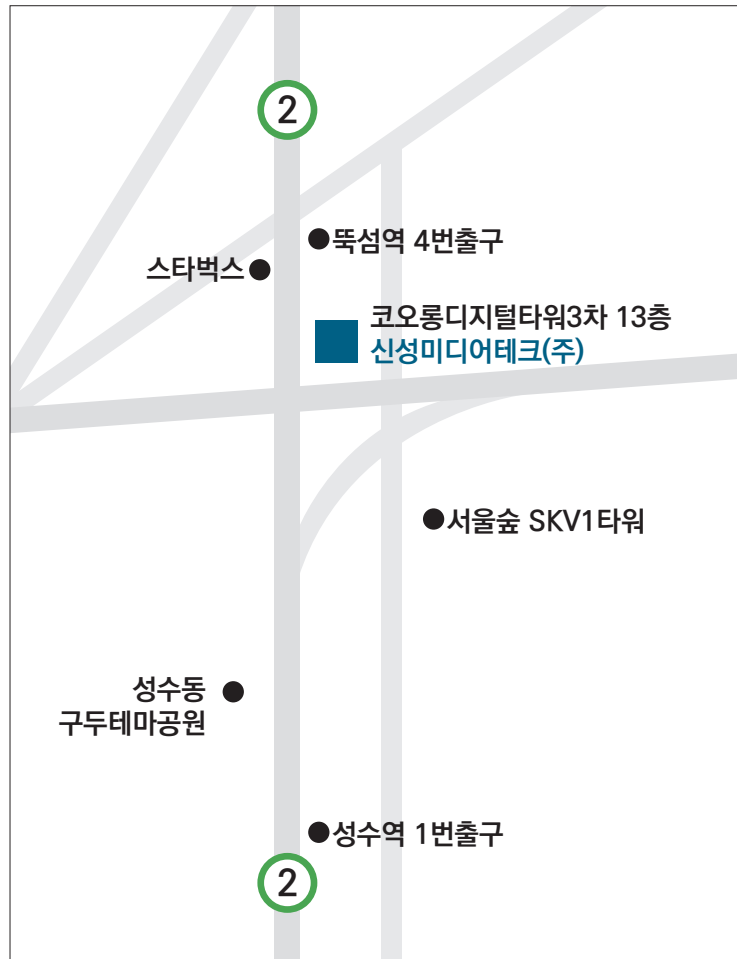 2
뚝섬역 4번출구
스타벅스
코오롱디지털타워3차 13층
신성미디어테크(주)
서울숲 SKV1타워
성수동
구두테마공원
성수역 1번출구
2